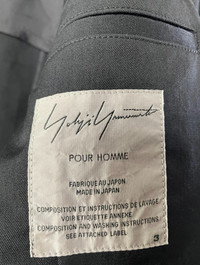 Yohji Yamamoto
POUR HOMME
FABRIQUE AU JAPON
MADE IN JAPAN
COMPOSITION ET INSTRUCTIONS DE LAVAGE
VOIR ETIQUETTE ANNEXE
COMPOSITION AND WASHING INSTRUCTIONS
SEE ATTACHED LABEL
3